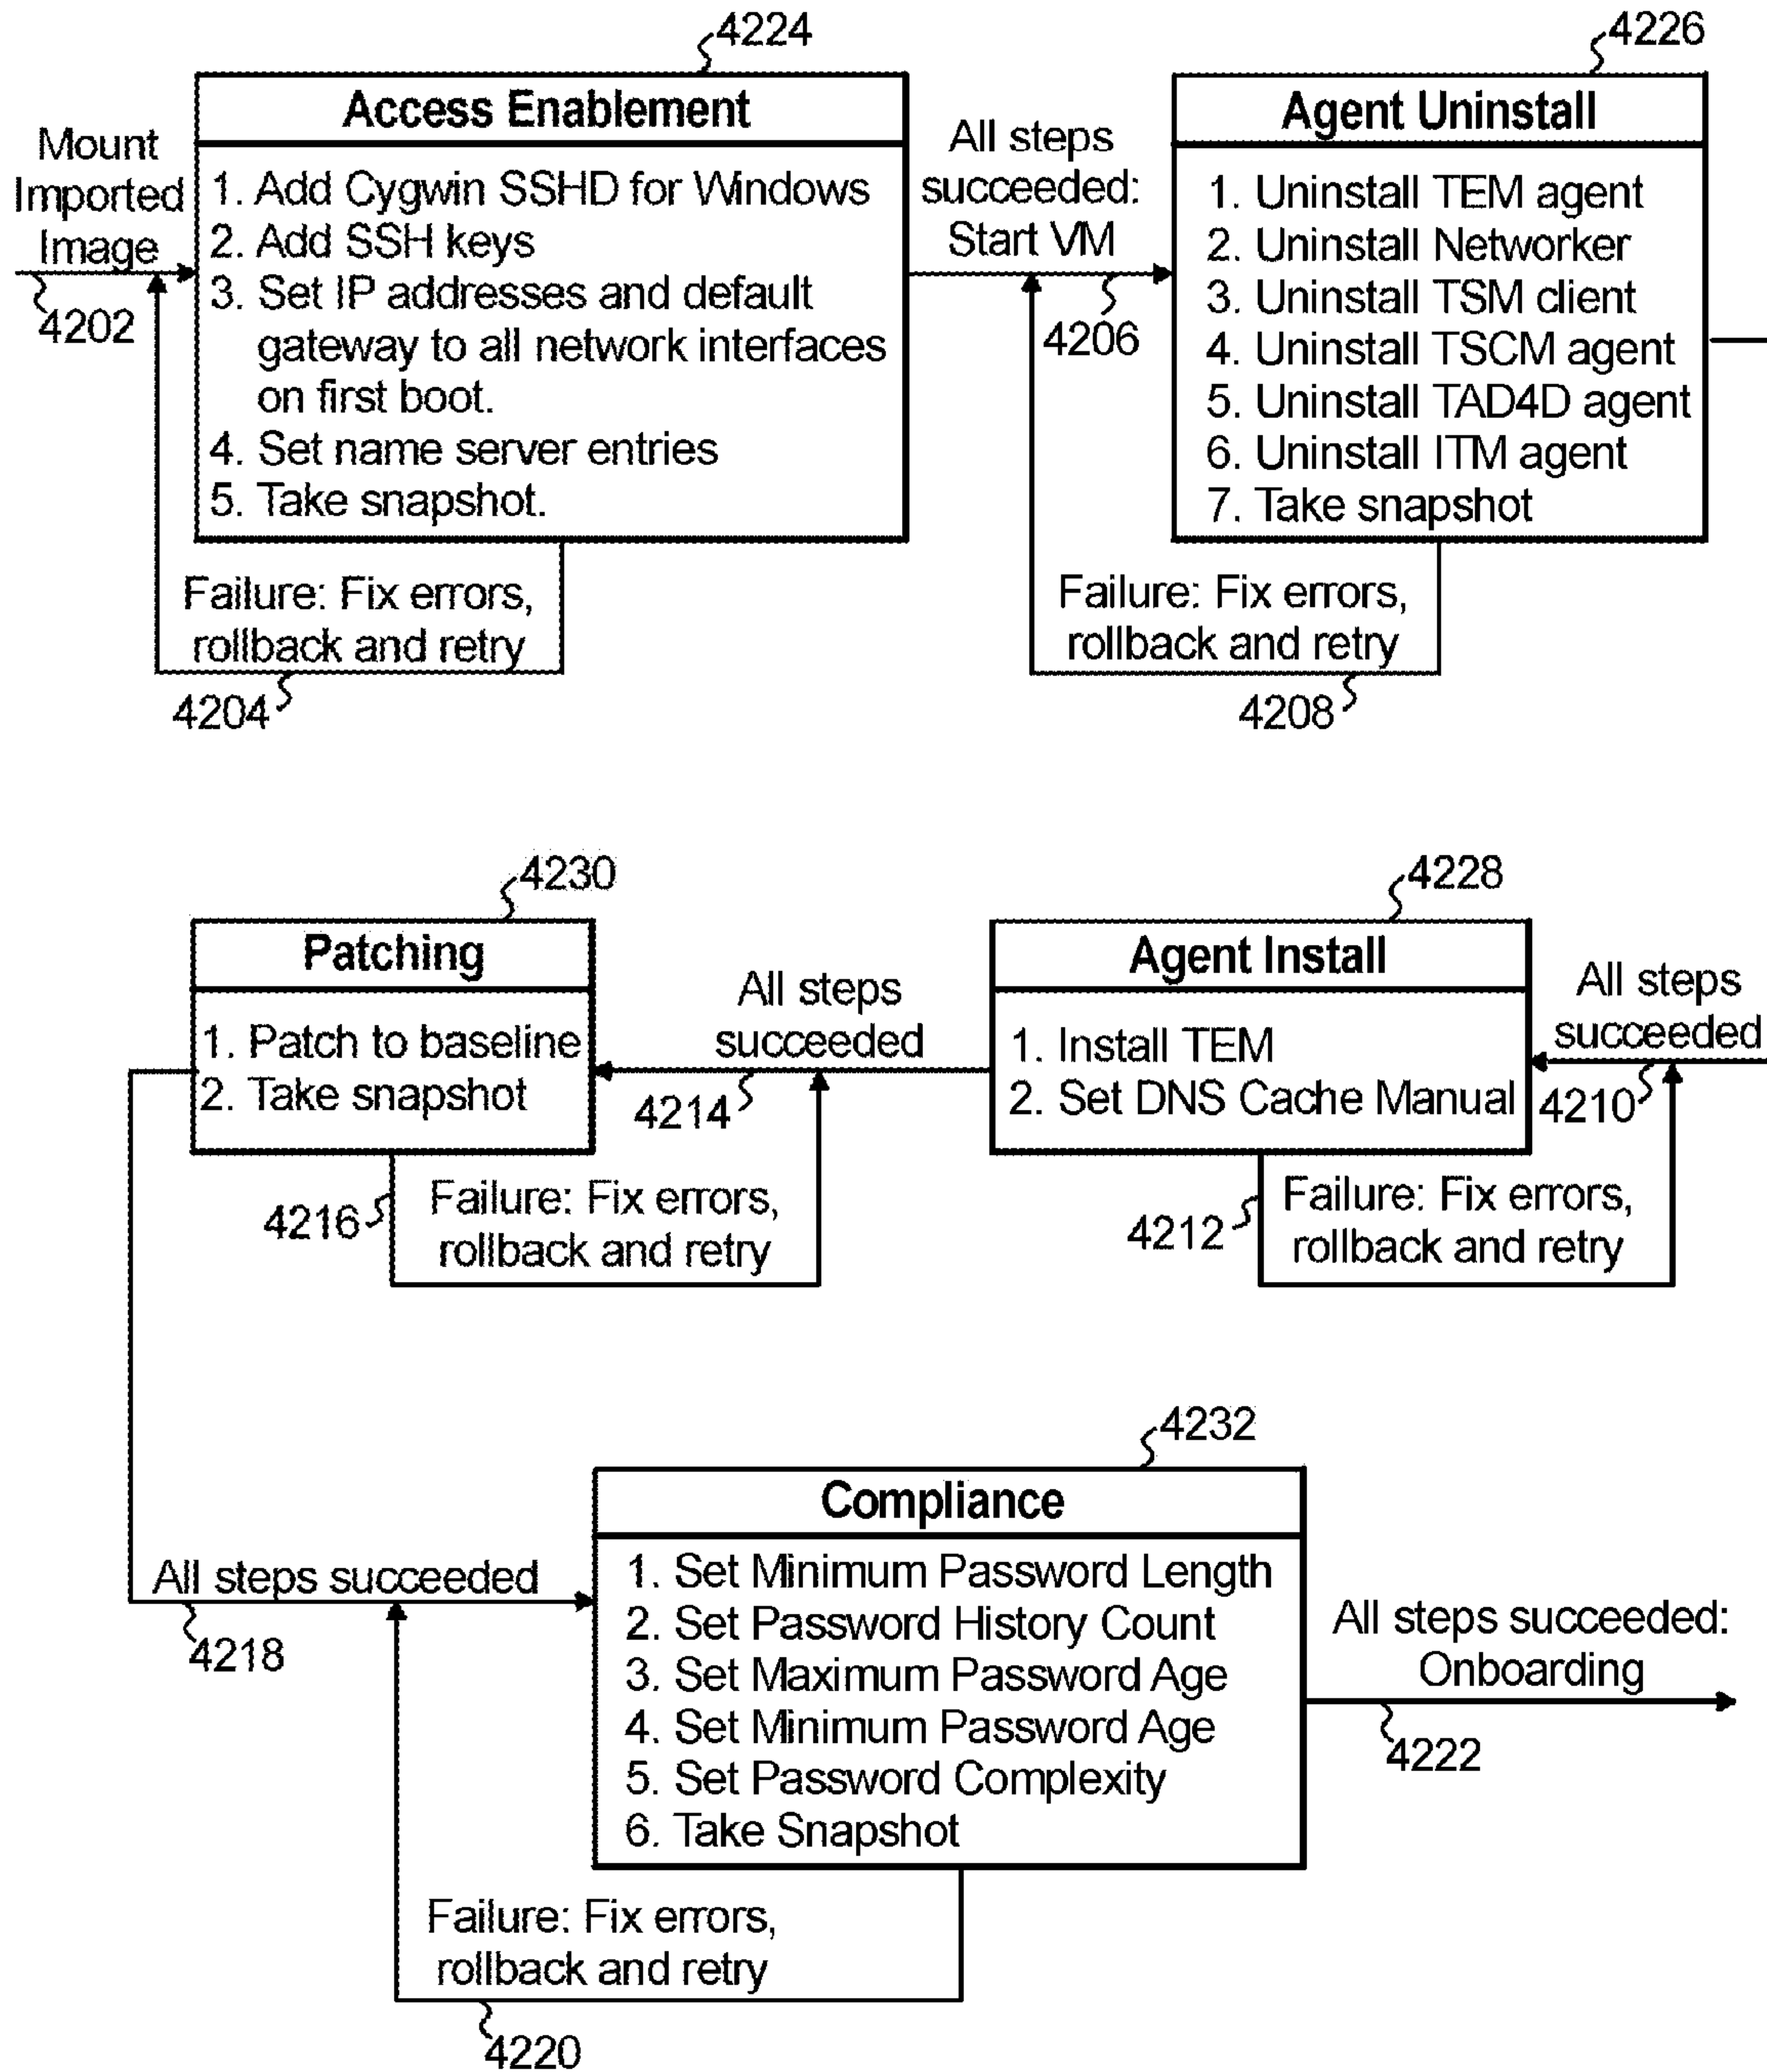 4224
Access Enablement
Mount
Imported
Image
4202
1. Add Cygwin SSHD for Windows
2. Add SSH keys
3. Set IP addresses and default
gateway to all network interfaces
on first boot.
4. Set name server entries
5. Take snapshot.
Failure: Fix errors,
rollback and retry
4204
All steps
succeeded:
Start VM
4206
4226
Agent Uninstall
1. Uninstall TEM agent
2. Uninstall Networker
3. Uninstall TSM client
4. Uninstall TSCM agent
5. Uninstall TAD4D agent
6. Uninstall ITM agent
7. Take snapshot
Failure: Fix errors,
rollback and retry
4208
4230
Patching
1. Patch to baseline
2. Take snapshot
4216
Failure: Fix errors,
rollback and retry
All steps
succeeded
4214
4228
Agent Install
1. Install TEM
2. Set DNS Cache Manual
4212
Failure: Fix errors,
rollback and retry
All steps
succeeded
4210
All steps succeeded
4218
4232
Compliance
1. Set Minimum Password Length
2. Set Password History Count
3. Set Maximum Password Age
4. Set Minimum Password Age
5. Set Password Complexity
6. Take Snapshot
Failure: Fix errors,
rollback and retry
4220
All steps succeeded:
Onboarding
4222